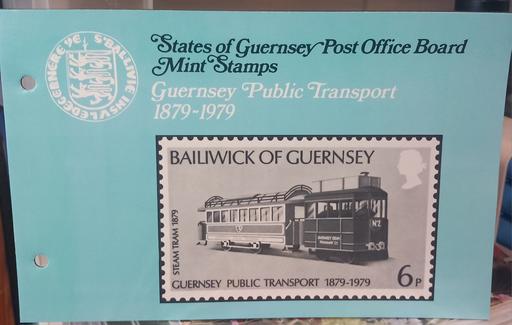 States of Guernsey Post Office Board
Mint Stamps
Guernsey Public Transport
1879-1979
BAILIWICK OF GUERNSEY
STEAM TRAM 1879
Nº2
GUERNSEY PUBLIC TRANSPORT 1879-1979
6P